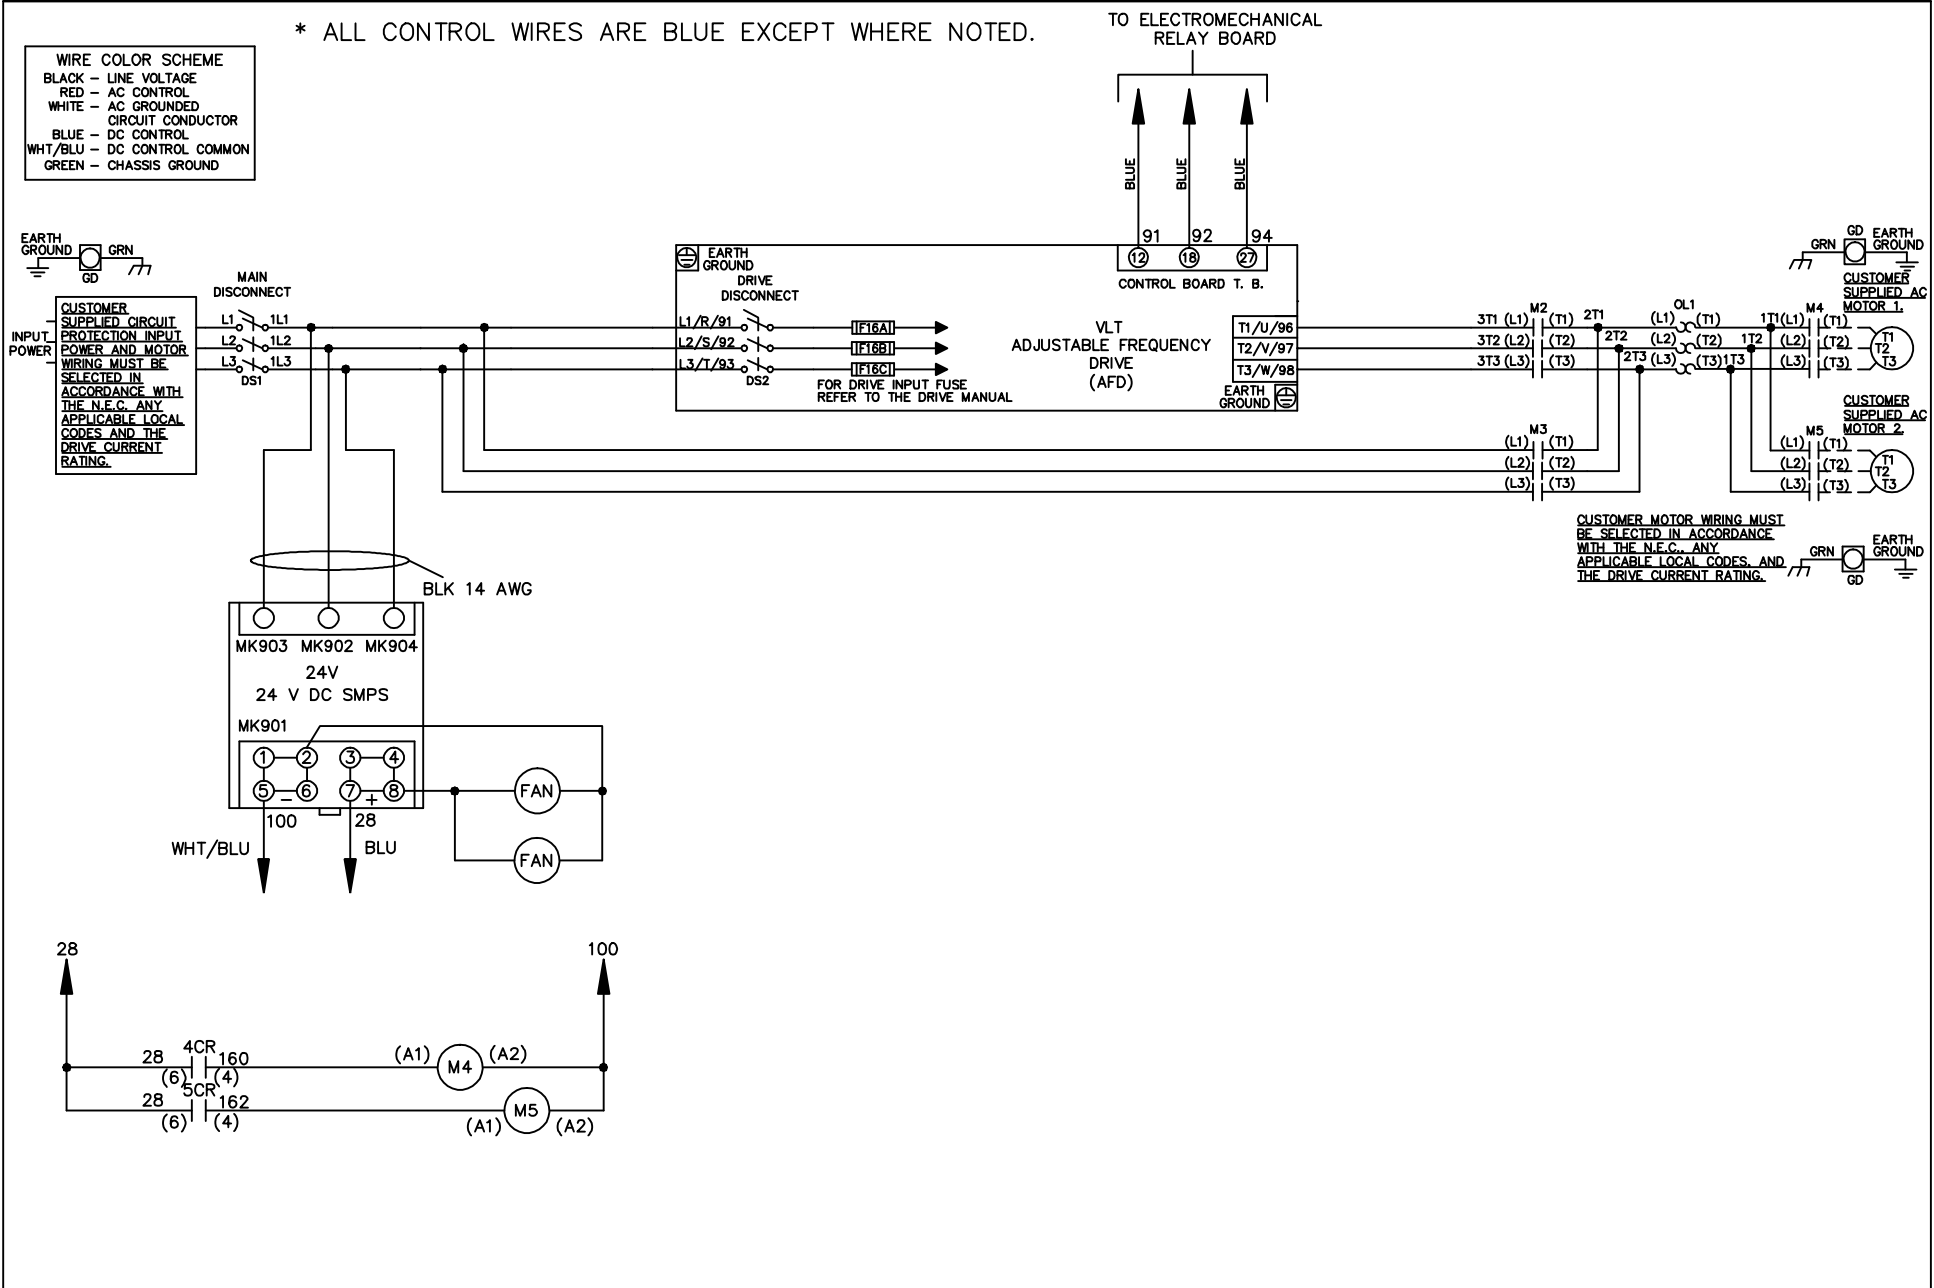 * ALL CONTROL WIRES ARE BLUE EXCEPT WHERE NOTED.
TO ELECTROMECHANICAL
RELAY BOARD
WIRE COLOR SCHEME
BLACK - LINE VOLTAGE
RED - AC CONTROL
WHITE - AC GROUNDED
CIRCUIT CONDUCTOR
BLUE - DC CONTROL
WHT/BLU - DC CONTROL COMMON
GREEN - CHASSIS GROUND
BLUE
BLUE
BLUE
91 92 94
12 18 27
CONTROL BOARD T. B.
EARTH
GROUND
GRN
GD
INPUT
POWER
CUSTOMER
SUPPLIED CIRCUIT
PROTECTION INPUT
POWER AND MOTOR
WIRING MUST BE
SELECTED IN
ACCORDANCE WITH
THE N.E.C. ANY
APPLICABLE LOCAL
CODES AND THE
DRIVE CURRENT
RATING.
MAIN
DISCONNECT
L1 1L1
L2 1L2
L3 1L3
DS1
EARTH
GROUND
DRIVE
DISCONNECT
L1/R/91
L2/S/92
L3/T/93
DS2
F16A
F16B
F16C
FOR DRIVE INPUT FUSE
REFER TO THE DRIVE MANUAL
VLT
ADJUSTABLE FREQUENCY
DRIVE
(AFD)
T1/U/96
T2/V/97
T3/W/98
EARTH
GROUND
M2
3T1 (L1) (T1) 2T1
3T2 (L2) (T2) 2T2
3T3 (L3) (T3) 2T3
OL1
(L1) (T1) 1T1
(L2) (T2) 1T2
(L3) (T3) 1T3
M4
(L1) (T1)
(L2) (T2)
(L3) (T3)
GRN
GD
EARTH
GROUND
CUSTOMER
SUPPLIED AC
MOTOR 1.
T1
T2
T3
M3
(L1) (T1)
(L2) (T2)
(L3) (T3)
M5
(L1) (T1)
(L2) (T2)
(L3) (T3)
CUSTOMER
SUPPLIED AC
MOTOR 2.
T1
T2
T3
CUSTOMER MOTOR WIRING MUST
BE SELECTED IN ACCORDANCE
WITH THE N.E.C., ANY
APPLICABLE LOCAL CODES, AND
THE DRIVE CURRENT RATING.
GRN
GD
EARTH
GROUND
BLK 14 AWG
MK903 MK902 MK904
24V
24 V DC SMPS
MK901
1 2 3 4
5 - 6 7 + 8
100 28
WHT/BLU BLU
FAN
FAN
28 100
28 4CR 160 (A1) M4 (A2)
(6) (4)
28 5CR 162 M5
(6) (4) (A1) (A2)